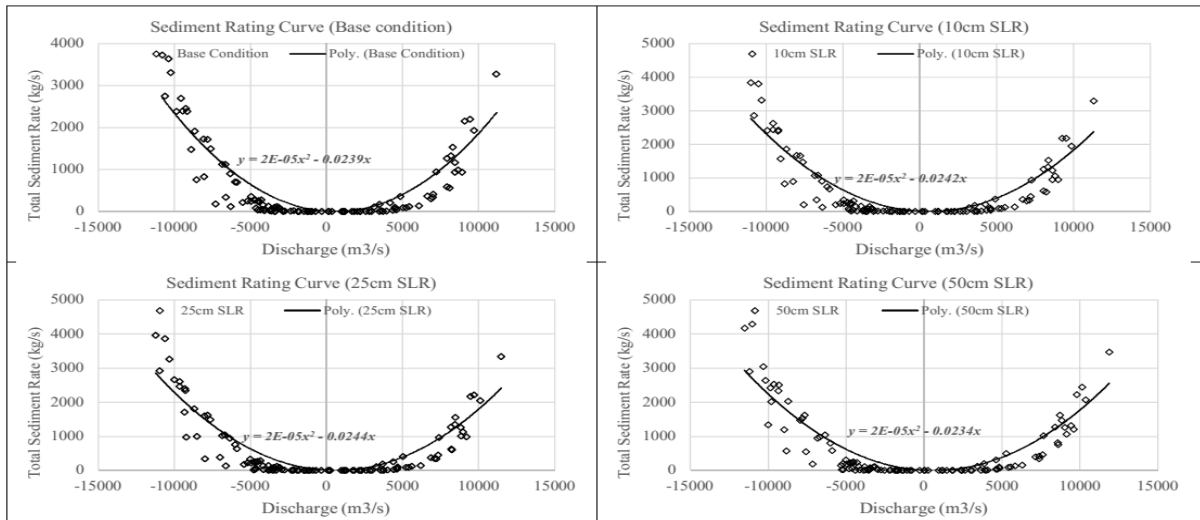 Sediment Rating Curve (Base condition)
4000
3000
2000
1000
0
Total Sediment Rate (kg/s)
Base Condition
Poly. (Base Condition)
y = 2E-05x² - 0.0239x
-15000 -10000 -5000 0 5000 10000 15000
Discharge (m3/s)
Sediment Rating Curve (10cm SLR)
5000
4000
3000
2000
1000
0
Total Sediment Rate (kg/s)
10cm SLR
Poly. (10cm SLR)
y = 2E-05x² - 0.0242x
-15000 -10000 -5000 0 5000 10000 15000
Discharge (m3/s)
Sediment Rating Curve (25cm SLR)
5000
4000
3000
2000
1000
0
Total Sediment Rate (kg/s)
25cm SLR
Poly. (25cm SLR)
y = 2E-05x² - 0.0244x
-15000 -10000 -5000 0 5000 10000 15000
Discharge (m3/s)
Sediment Rating Curve (50cm SLR)
5000
4000
3000
2000
1000
0
Total Sediment Rate (kg/s)
50cm SLR
Poly. (50cm SLR)
y = 2E-05x² - 0.0234x
-15000 -10000 -5000 0 5000 10000 15000
Discharge (m3/s)